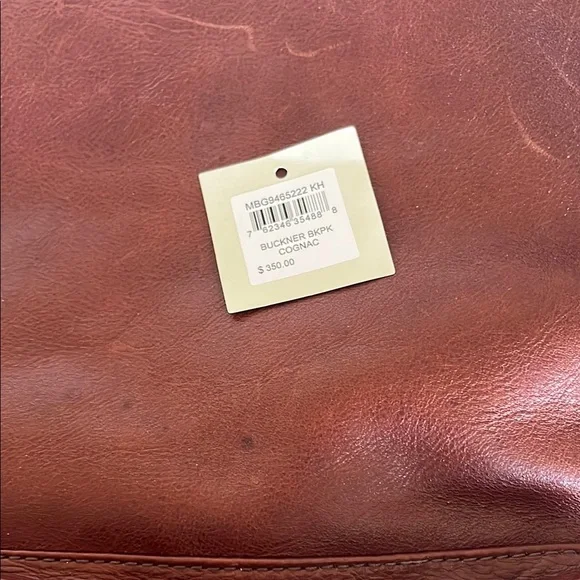 MBG9465222 KH
7 62346 35488 8
BUCKNER BKPK
COGNAC
$ 350.00